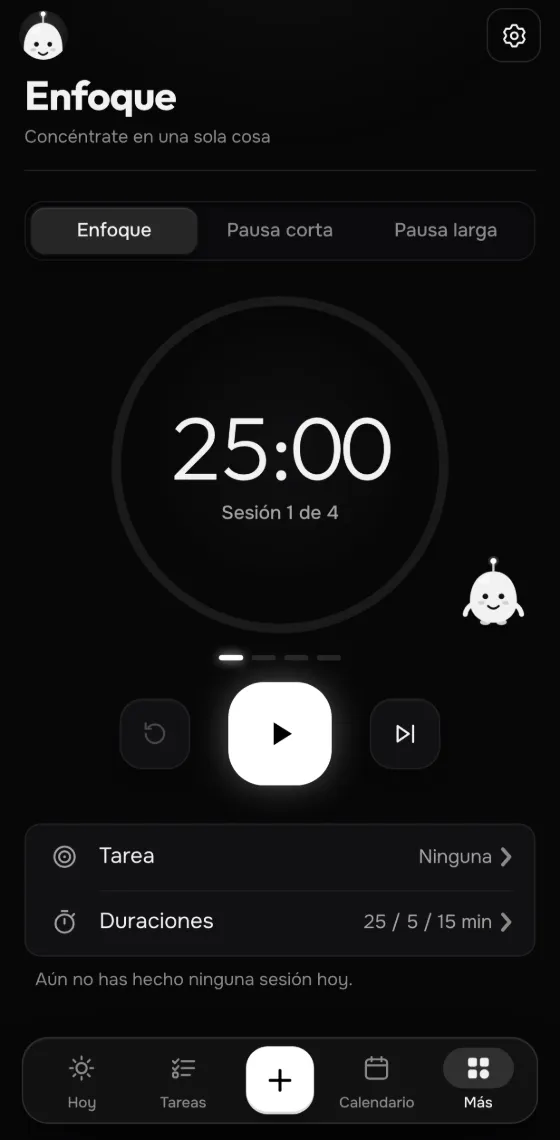 Enfoque
Concéntrate en una sola cosa
Enfoque
Pausa corta
Pausa larga
25:00
Sesión 1 de 4
Tarea
Ninguna
Duraciones
25 / 5 / 15 min
Aún no has hecho ninguna sesión hoy.
Hoy
Tareas
Calendario
Más